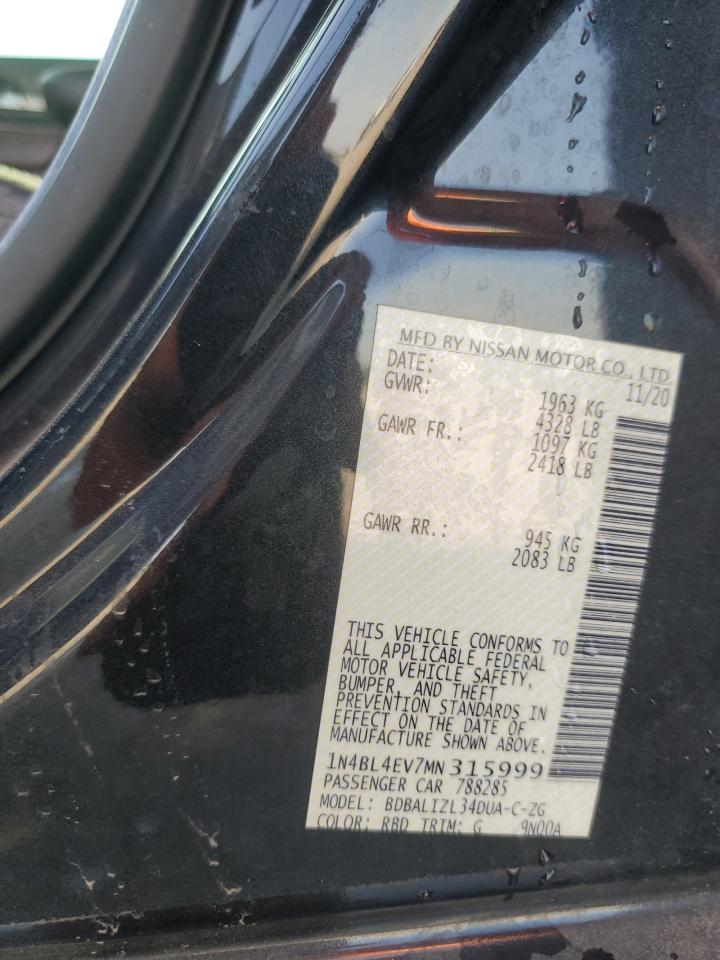 MFD BY NISSAN MOTOR CO., LTD
DATE: 11/20
GVWR: 1963 KG
4328 LB
GAWR FR.: 1097 KG
2418 LB
GAWR RR.: 945 KG
2083 LB
THIS VEHICLE CONFORMS TO
ALL APPLICABLE FEDERAL
MOTOR VEHICLE SAFETY,
BUMPER, AND THEFT
PREVENTION STANDARDS IN
EFFECT ON THE DATE OF
MANUFACTURE SHOWN ABOVE.
1N4BL4EV7MN315999
PASSENGER CAR 788285
MODEL: BDBALIZL34DUA-C-ZG
COLOR: RBD TRIM: G 9N00A